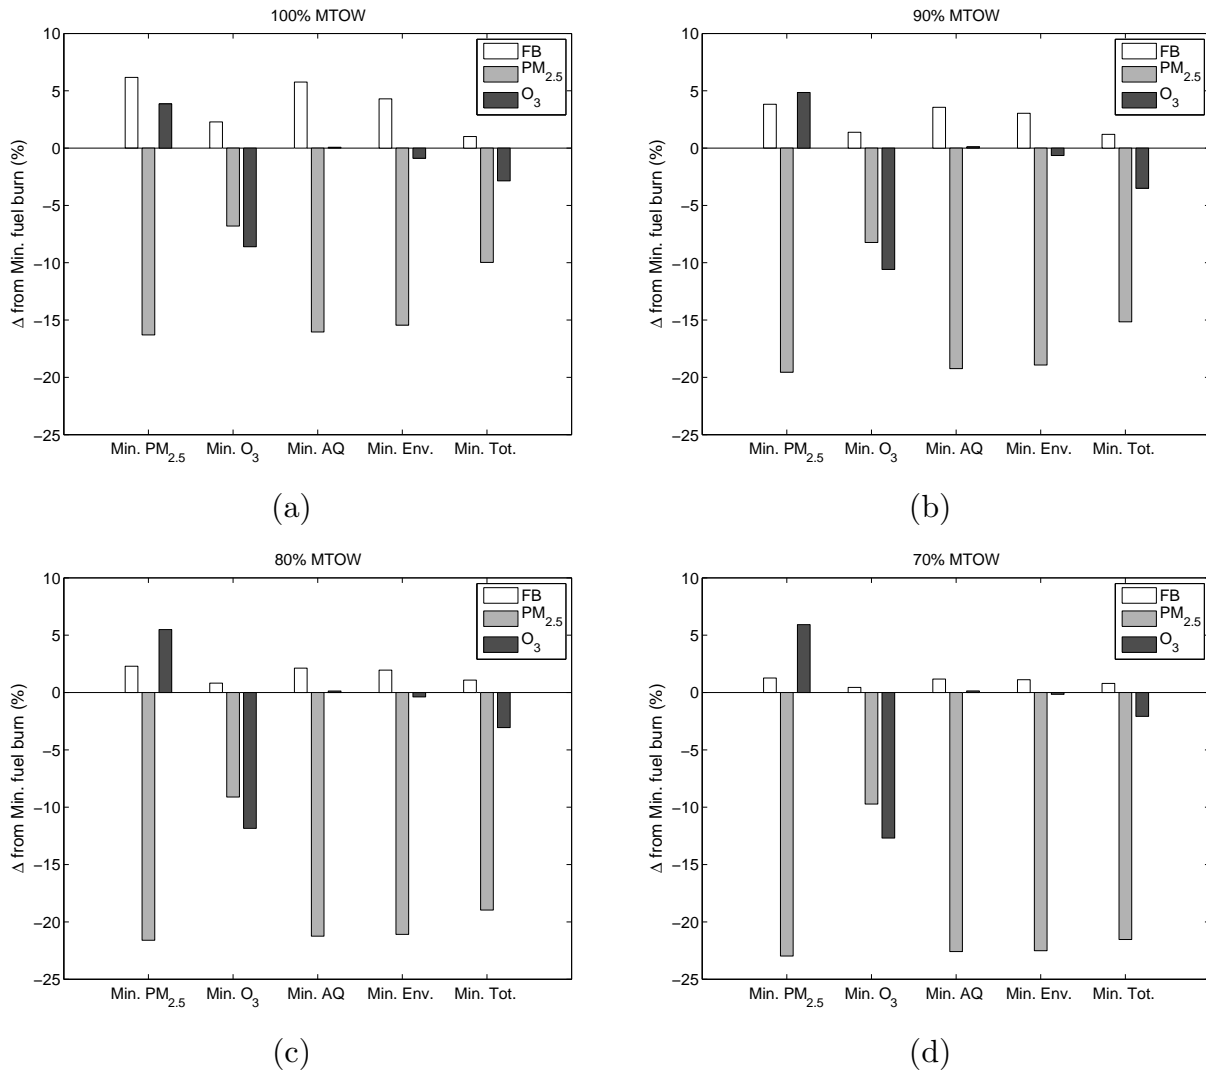 100% MTOW
10
5
0
−5
−10
−15
−20
−25
Δ from Min. fuel burn (%)
FB
PM2.5
O3
Min. PM2.5 Min. O3 Min. AQ Min. Env. Min. Tot.
(a)
90% MTOW
10
5
0
−5
−10
−15
−20
−25
Δ from Min. fuel burn (%)
FB
PM2.5
O3
Min. PM2.5 Min. O3 Min. AQ Min. Env. Min. Tot.
(b)
80% MTOW
10
5
0
−5
−10
−15
−20
−25
Δ from Min. fuel burn (%)
FB
PM2.5
O3
Min. PM2.5 Min. O3 Min. AQ Min. Env. Min. Tot.
(c)
70% MTOW
10
5
0
−5
−10
−15
−20
−25
Δ from Min. fuel burn (%)
FB
PM2.5
O3
Min. PM2.5 Min. O3 Min. AQ Min. Env. Min. Tot.
(d)